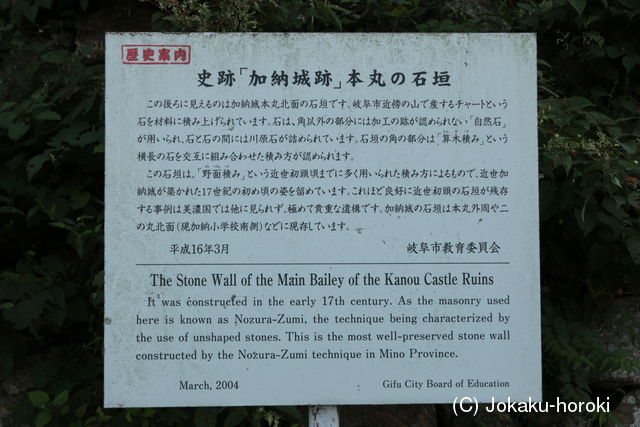 歴史案内
史跡「加納城跡」本丸の石垣
この後ろに見えるのは加納城本丸北面の石垣です。岐阜市近傍の山で産するチャートという
石を材料に積み上げられています。石は、角以外の部分には加工の跡が認められない「自然石」
が用いられ、石と石の間には川原石が詰められています。石垣の角の部分は「算木積み」という
横長の石を交互に組み合わせた積み方が認められます。
この石垣は、「野面積み」という近世初頭頃までに多く用いられた積み方によるもので、近世加
納城が築かれた17世紀の初め頃の姿を留めています。これほど良好に近世初頭の石垣が残存
する事例は美濃国では他に見られず、極めて貴重な遺構です。加納城の石垣は本丸外周や二
の丸北面(現加納小学校南側)などに現存しています。
平成16年3月 岐阜市教育委員会
The Stone Wall of the Main Bailey of the Kanou Castle Ruins
It was constructed in the early 17th century. As the masonry used
here is known as Nozura-Zumi, the technique being characterized by
the use of unshaped stones. This is the most well-preserved stone wall
constructed by the Nozura-Zumi technique in Mino Province.
March, 2004 Gifu City Board of Education
(C) Jokaku-horoki